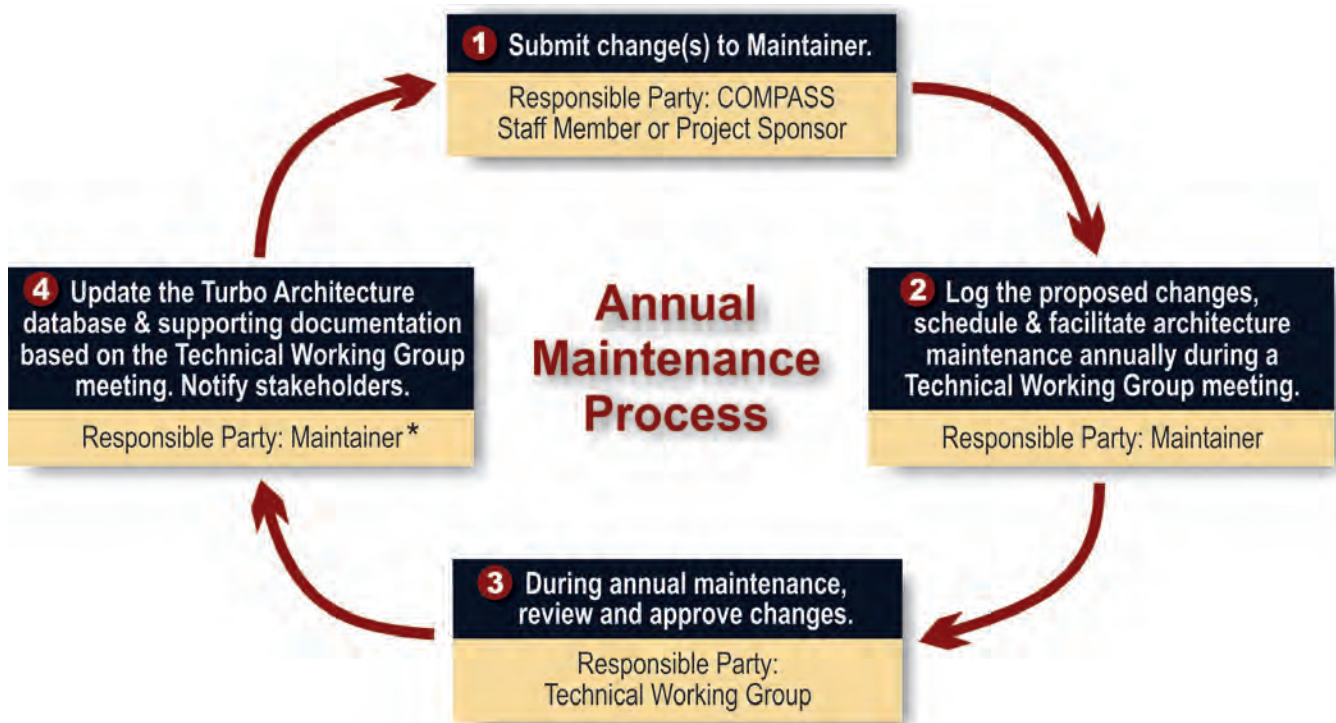 1 Submit change(s) to Maintainer.
Responsible Party: COMPASS
Staff Member or Project Sponsor
4 Update the Turbo Architecture
database & supporting documentation
based on the Technical Working Group
meeting. Notify stakeholders.
Responsible Party: Maintainer*
Annual
Maintenance
Process
2 Log the proposed changes,
schedule & facilitate architecture
maintenance annually during a
Technical Working Group meeting.
Responsible Party: Maintainer
3 During annual maintenance,
review and approve changes.
Responsible Party:
Technical Working Group